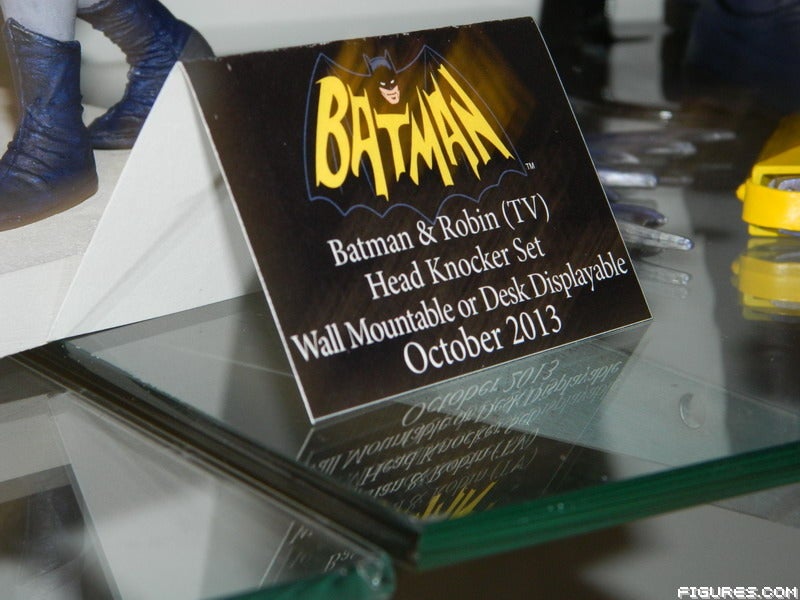 BATMAN
TM
Batman & Robin (TV)
Head Knocker Set
Wall Mountable or Desk Displayable
October 2013
FIGURES.COM